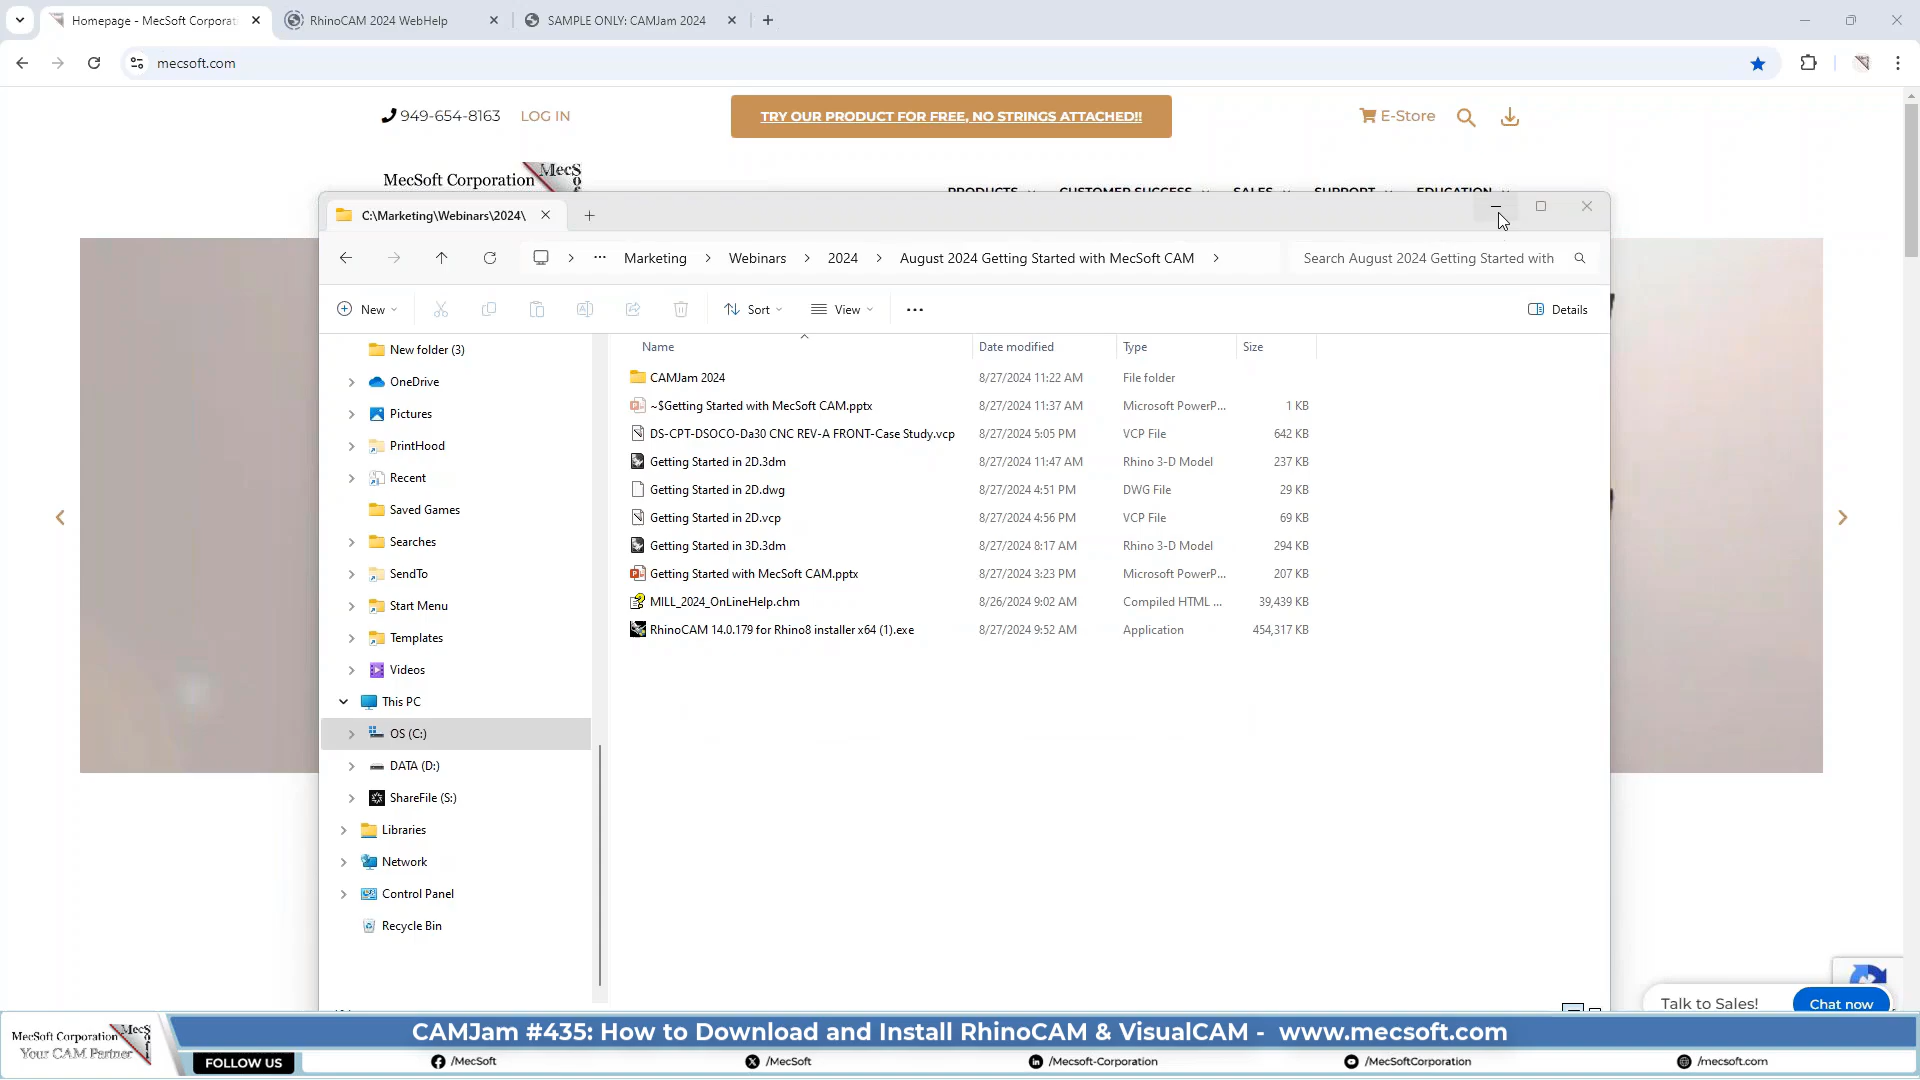 Homepage - MecSoft Corporat
RhinoCAM 2024 WebHelp
SAMPLE ONLY: CAMJam 2024
mecsoft.com
949-654-8163
LOG IN
TRY OUR PRODUCT FOR FREE, NO STRINGS ATTACHED!!
E-Store
MecSoft Corporation
MecS
o
PRODUCTS
CUSTOMER SUCCESS
SALES
SUPPORT
EDUCATION
C:\Marketing\Webinars\2024\
Marketing
Webinars
2024
August 2024 Getting Started with MecSoft CAM
Search August 2024 Getting Started with
New
Sort
View
Details
New folder (3)
OneDrive
Pictures
PrintHood
Recent
Saved Games
Searches
SendTo
Start Menu
Templates
Videos
This PC
OS (C:)
DATA (D:)
ShareFile (S:)
Libraries
Network
Control Panel
Recycle Bin
Name Date modified Type Size
CAMJam 2024 8/27/2024 11:22 AM File folder
~$Getting Started with MecSoft CAM.pptx 8/27/2024 11:37 AM Microsoft PowerP... 1 KB
DS-CPT-DSOCO-Da30 CNC REV-A FRONT-Case Study.vcp 8/27/2024 5:05 PM VCP File 642 KB
Getting Started in 2D.3dm 8/27/2024 11:47 AM Rhino 3-D Model 237 KB
Getting Started in 2D.dwg 8/27/2024 4:51 PM DWG File 29 KB
Getting Started in 2D.vcp 8/27/2024 4:56 PM VCP File 69 KB
Getting Started in 3D.3dm 8/27/2024 8:17 AM Rhino 3-D Model 294 KB
Getting Started with MecSoft CAM.pptx 8/27/2024 3:23 PM Microsoft PowerP... 207 KB
MILL_2024_OnLineHelp.chm 8/26/2024 9:02 AM Compiled HTML ... 39,439 KB
RhinoCAM 14.0.179 for Rhino8 installer x64 (1).exe 8/27/2024 9:52 AM Application 454,317 KB
Talk to Sales!
Chat now
MecSoft Corporation
Your CAM Partner
CAMJam #435: How to Download and Install RhinoCAM & VisualCAM - www.mecsoft.com
FOLLOW US
/MecSoft
/MecSoft
/Mecsoft-Corporation
/MecSoftCorporation
/mecsoft.com